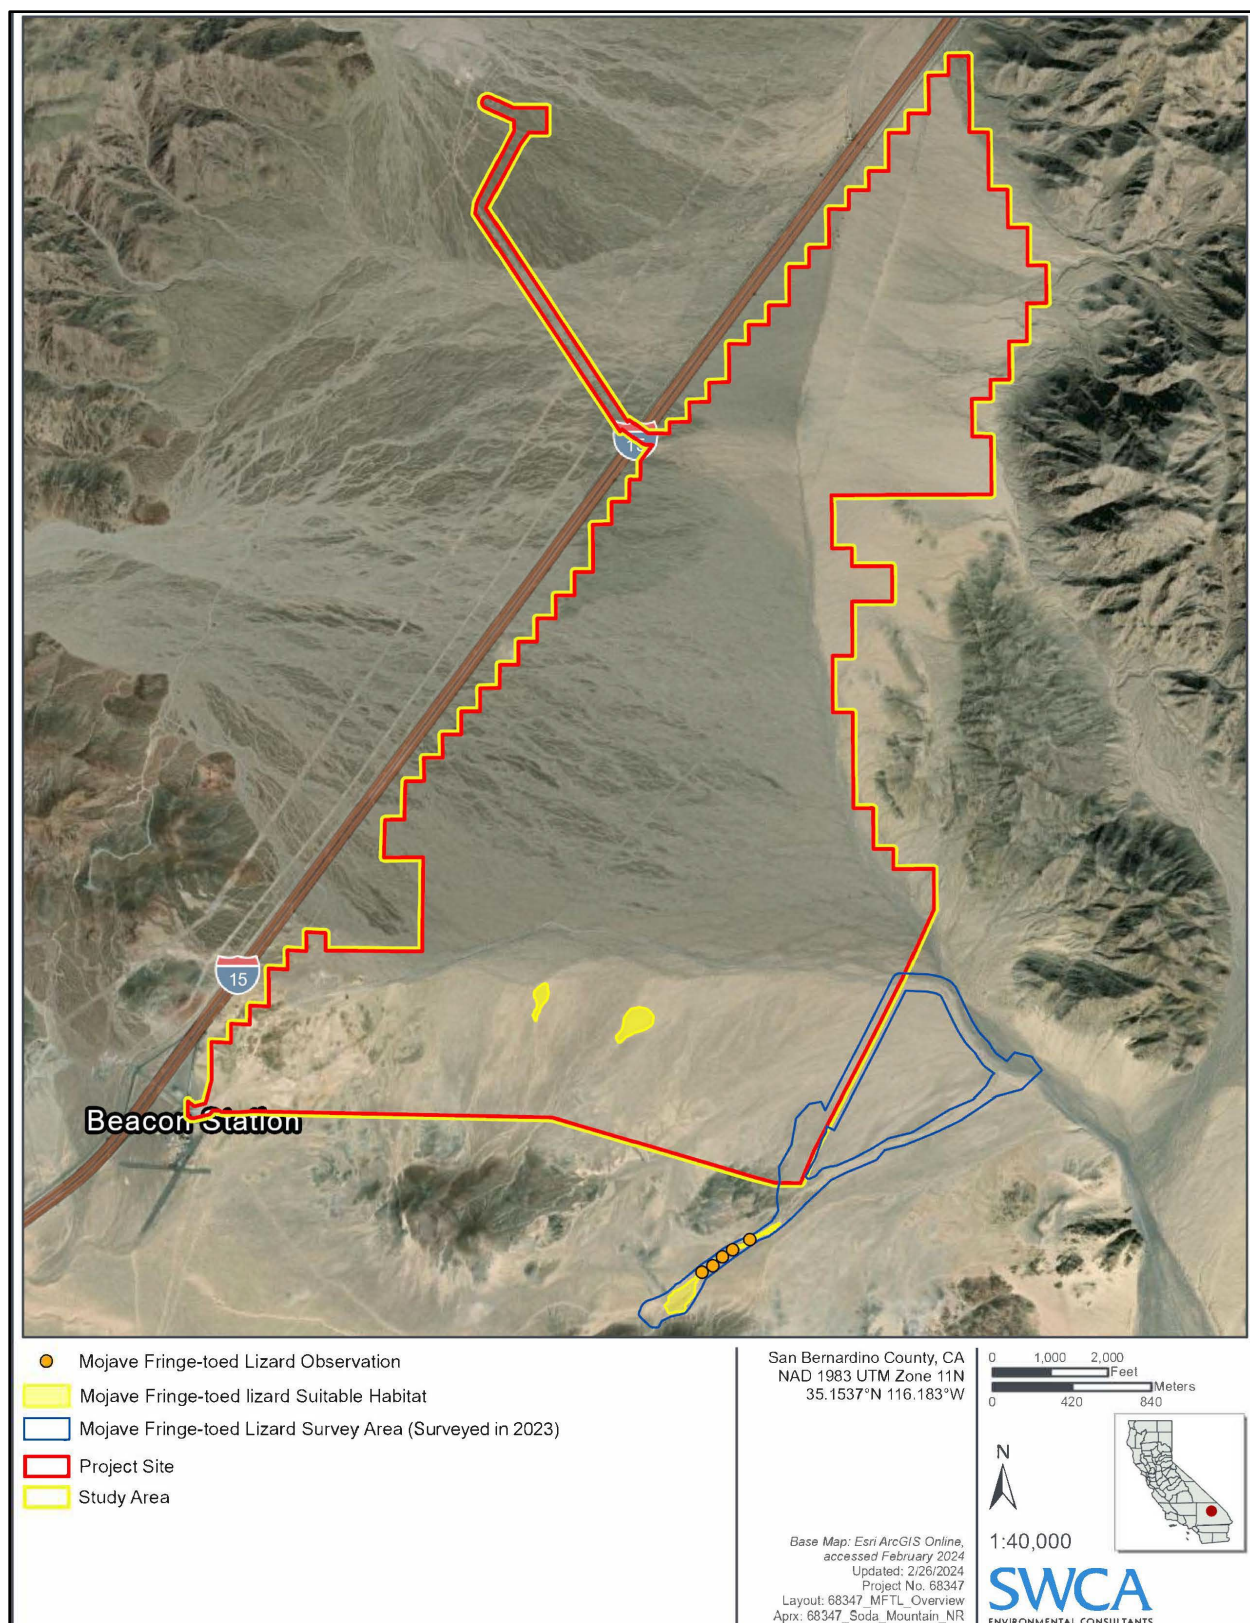 15
15
Beacon Station
Mojave Fringe-toed Lizard Observation
Mojave Fringe-toed lizard Suitable Habitat
Mojave Fringe-toed Lizard Survey Area (Surveyed in 2023)
Project Site
Study Area
San Bernardino County, CA
NAD 1983 UTM Zone 11N
35.1537°N 116.183°W
0 1,000 2,000
Feet
Meters
0 420 840
N
1:40,000
Base Map: Esri ArcGIS Online,
accessed February 2024
Updated: 2/26/2024
Project No. 68347
Layout: 68347_MFTL_Overview
Aprx: 68347_Soda_Mountain_NR
SWCA
ENVIRONMENTAL CONSULTANTS